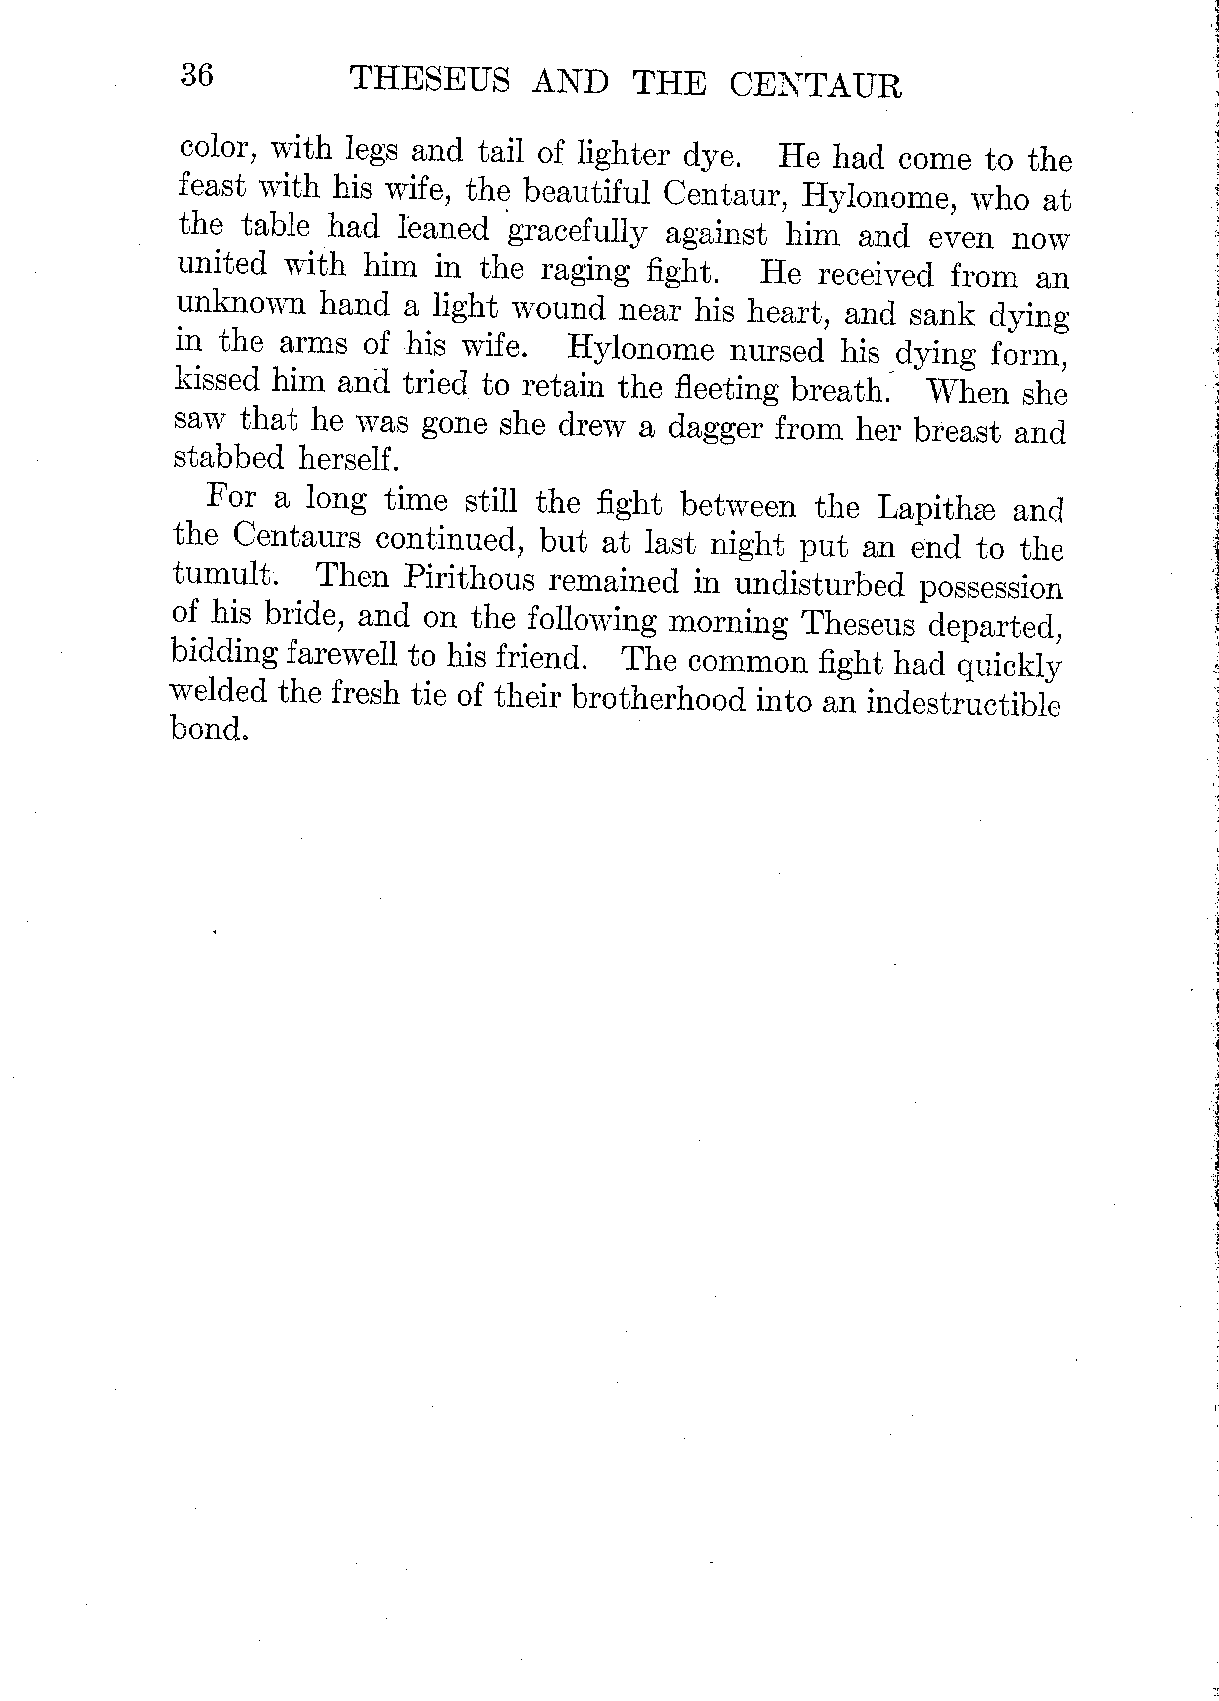 36 THESEUS AND THE CENTAUR
color, with legs and tail of lighter dye. He had come to the
feast with his wife, the beautiful Centaur, Hylonome, who at
the table had leaned gracefully against him and even now
united with him in the raging fight. He received from an
unknown hand a light wound near his heart, and sank dying
in the arms of his wife. Hylonome nursed his dying form,
kissed him and tried to retain the fleeting breath. When she
saw that he was gone she drew a dagger from her breast and
stabbed herself.
For a long time still the fight between the Lapithæ and
the Centaurs continued, but at last night put an end to the
tumult. Then Pirithous remained in undisturbed possession
of his bride, and on the following morning Theseus departed,
bidding farewell to his friend. The common fight had quickly
welded the fresh tie of their brotherhood into an indestructible
bond.